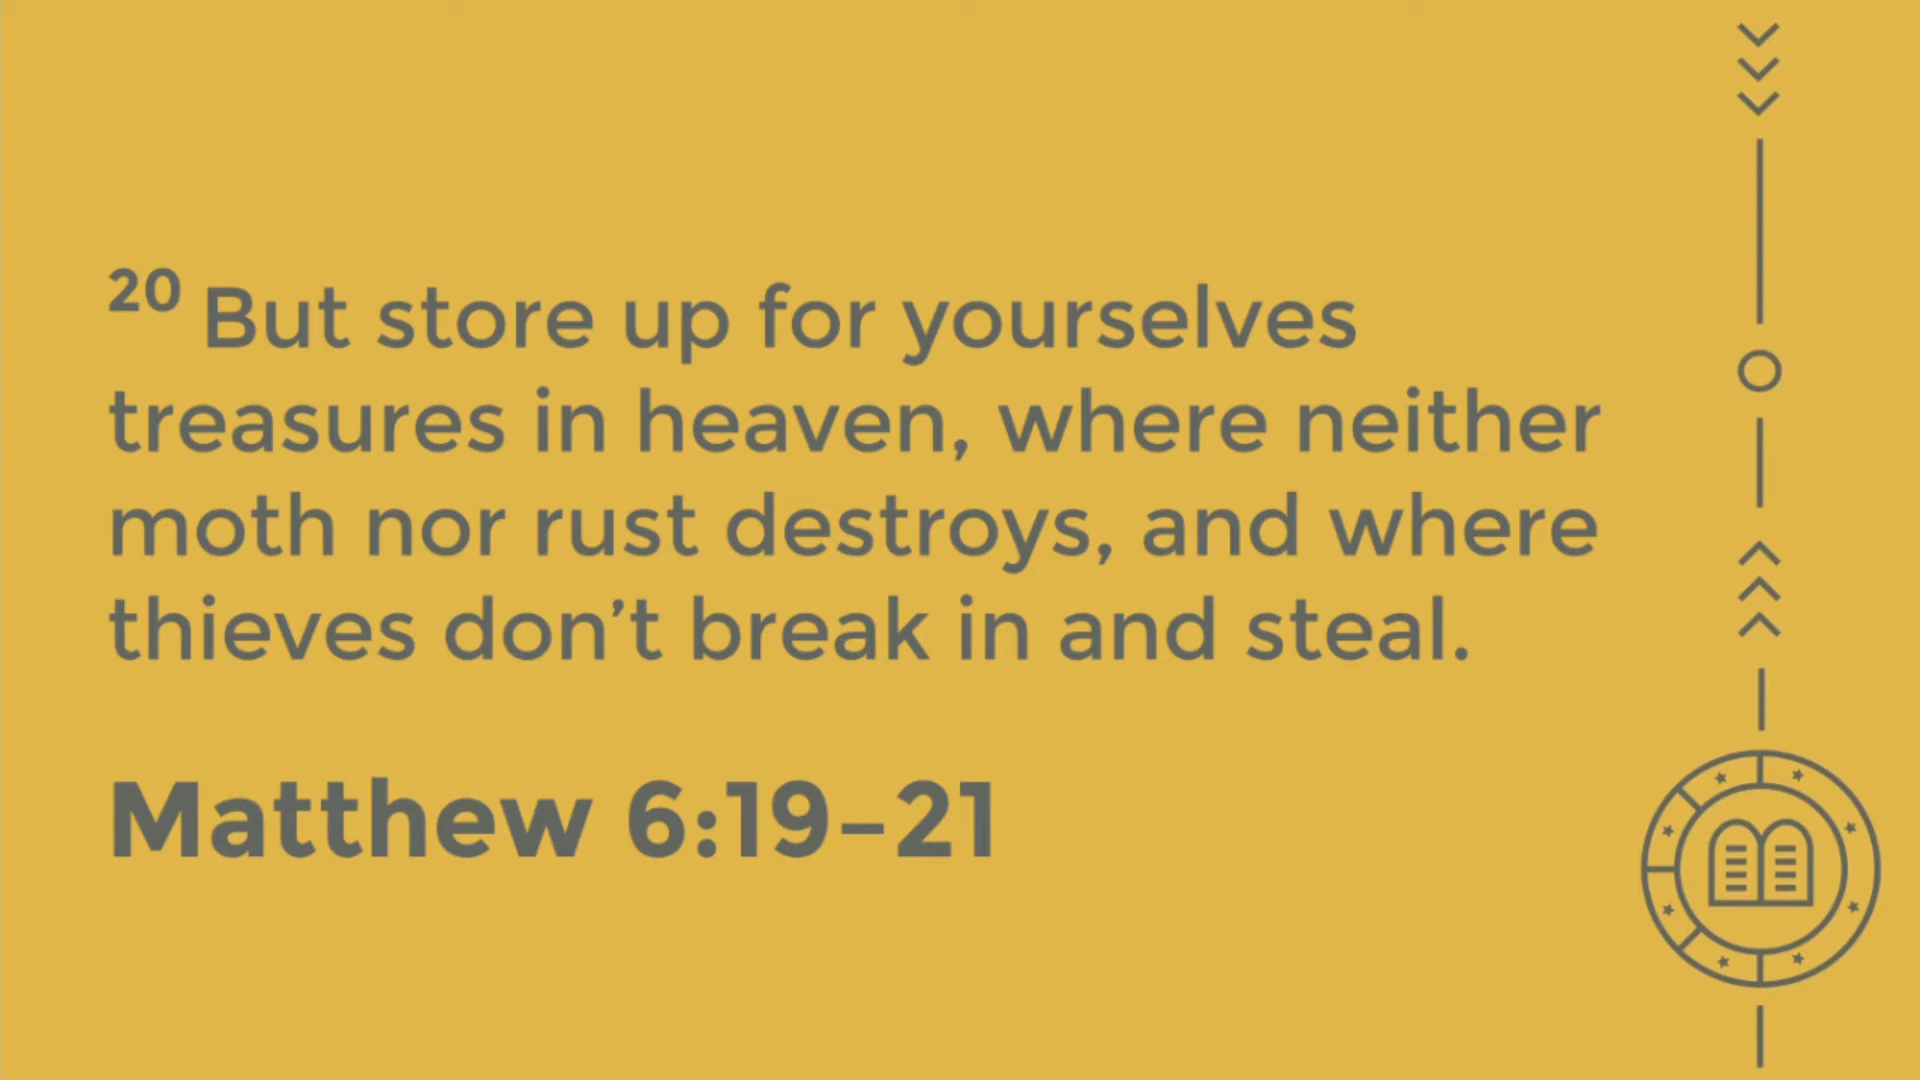 20 But store up for yourselves
treasures in heaven, where neither
moth nor rust destroys, and where
thieves don’t break in and steal.
Matthew 6:19–21